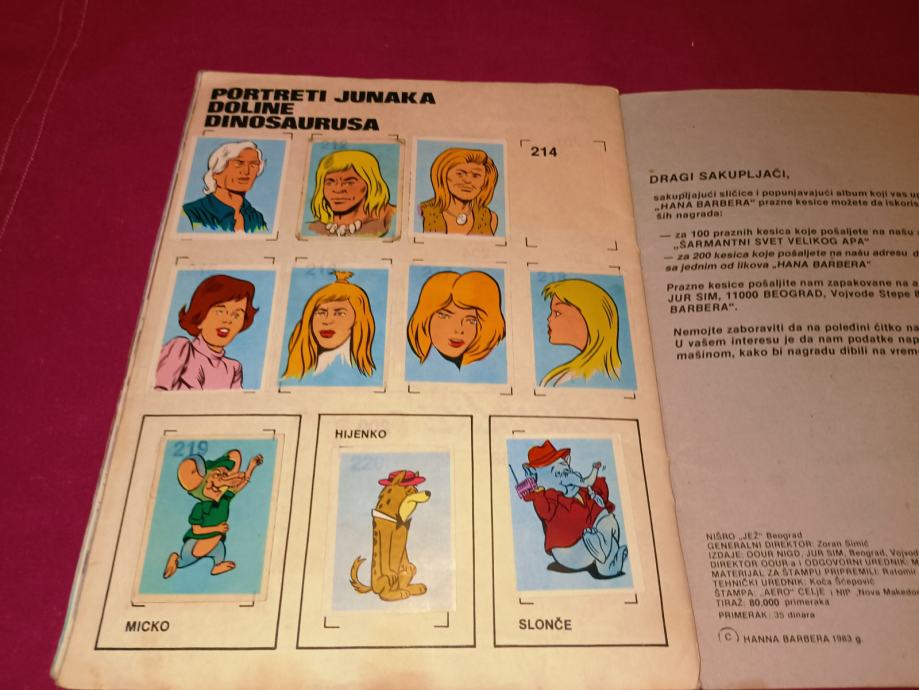 PORTRETI JUNAKA
DOLINE
DINOSAURUSA
212
214
219
220
HIJENKO
MICKO
SLONČE
DRAGI SAKUPLJAČI,
sakupljajući sličice i popunjavajući album koji vas
„HANA BARBERA" prazne kesice možete da
ših nagrada:
— za 100 praznih kesica koje pošaljete na našu
„ŠARMANTNI SVET VELIKOG APA"
— za 200 kesica koje pošaljete na našu adresu
sa jednim od likova „HANA BARBERA"
Prazne kesice pošaljite nam zapakovane na
JUR SIM, 11000 BEOGRAD, Vojvode Stepe
BARBERA".
Nemojte zaboraviti da na poleđini čitko
U vašem interesu je da nam podatke
mašinom, kako bi nagradu dibili na
NIŠRO „JEŽ" Beograd
GENERALNI DIREKTOR: Zoran Simić
IZDAJE: OOUR NIGD, JUR SIM, Beograd,
DIREKTOR OOUR-a i ODGOVORNI UREDNIK:
MATERIJAL ZA ŠTAMPU PRIPREMILI: Ratomir
TEHNIČKI UREDNIK: Koča Šćepović
ŠTAMPA: „AERO" CELJE i NIP „Nova
TIRAŽ: 80,000 primeraka
PRIMERAK: 35 dinara
© HANNA BARBERA 1983 g.